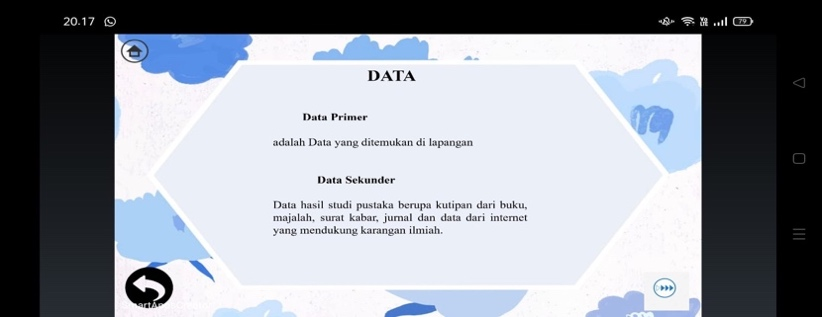 20.17
79
DATA
Data Primer
adalah Data yang ditemukan di lapangan
Data Sekunder
Data hasil studi pustaka berupa kutipan dari buku,
majalah, surat kabar, jurnal dan data dari internet
yang mendukung karangan ilmiah.